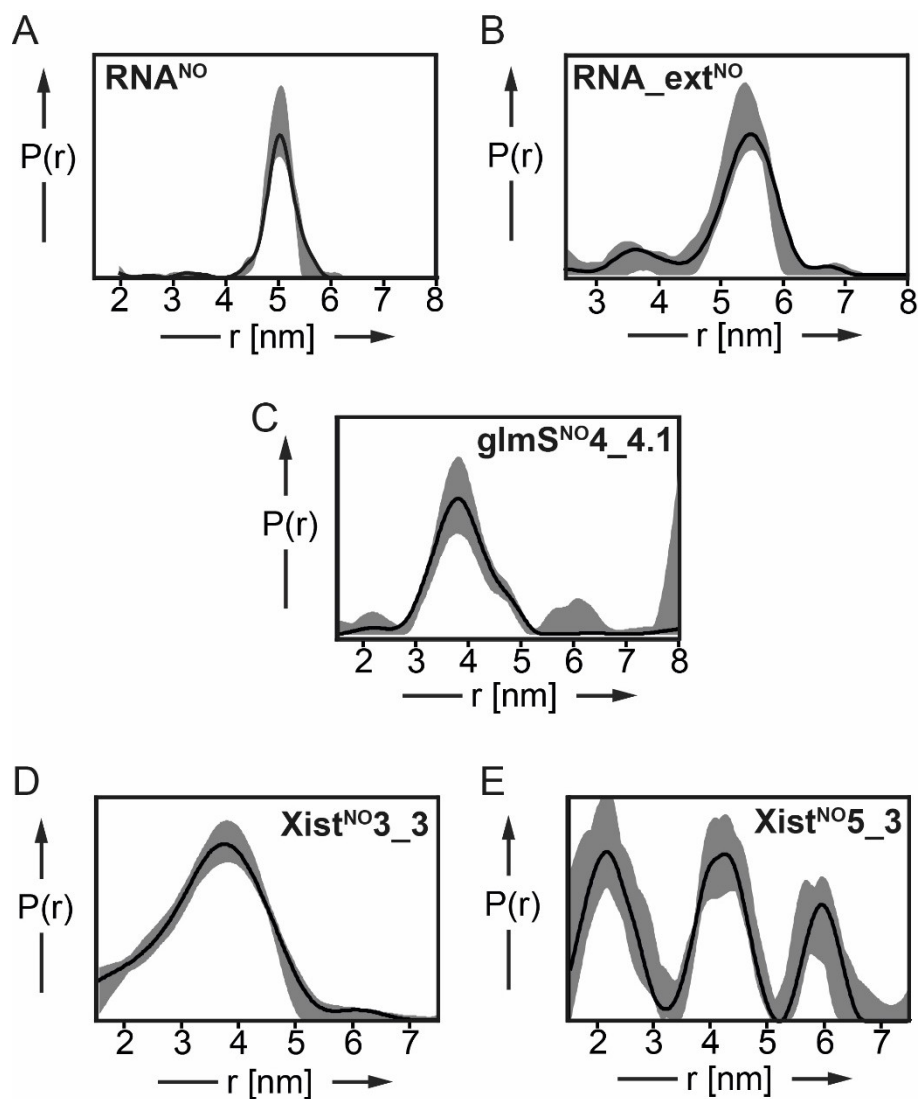 A
RNA^NO
P(r)
2 3 4 5 6 7 8
r [nm]
B
RNA_ext^NO
P(r)
3 4 5 6 7 8
r [nm]
C
glmS^NO4_4.1
P(r)
2 3 4 5 6 7 8
r [nm]
D
Xist^NO3_3
P(r)
2 3 4 5 6 7
r [nm]
E
Xist^NO5_3
P(r)
2 3 4 5 6 7
r [nm]